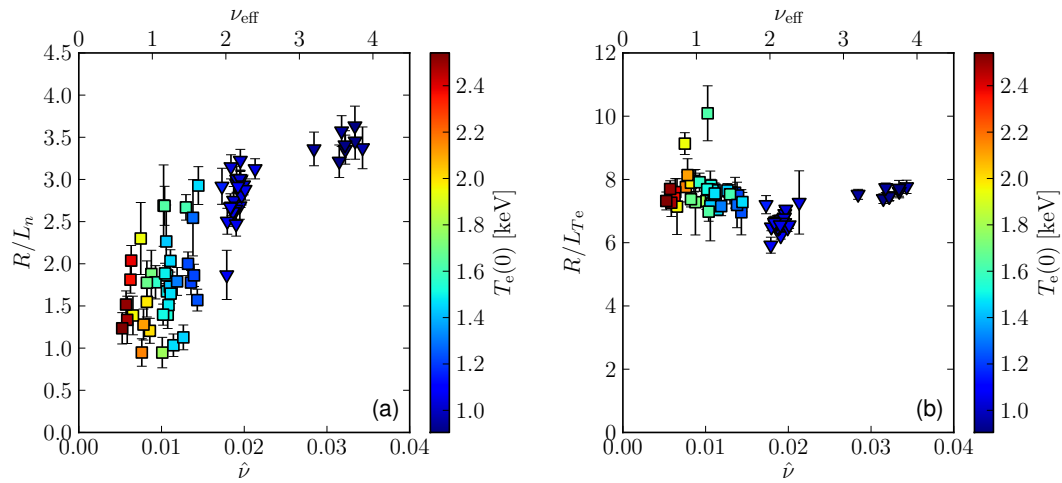 ν_eff
0 1 2 3 4
4.5
4.0
3.5
3.0
2.5
2.0
1.5
1.0
0.5
0.0
R/L_n
0.00 0.01 0.02 0.03 0.04
ν̂
(a)
2.4
2.2
2.0
1.8
1.6
1.4
1.2
1.0
T_e(0) [keV]
ν_eff
0 1 2 3 4
12
10
8
6
4
2
0
R/L_{T_e}
0.00 0.01 0.02 0.03 0.04
ν̂
(b)
2.4
2.2
2.0
1.8
1.6
1.4
1.2
1.0
T_e(0) [keV]